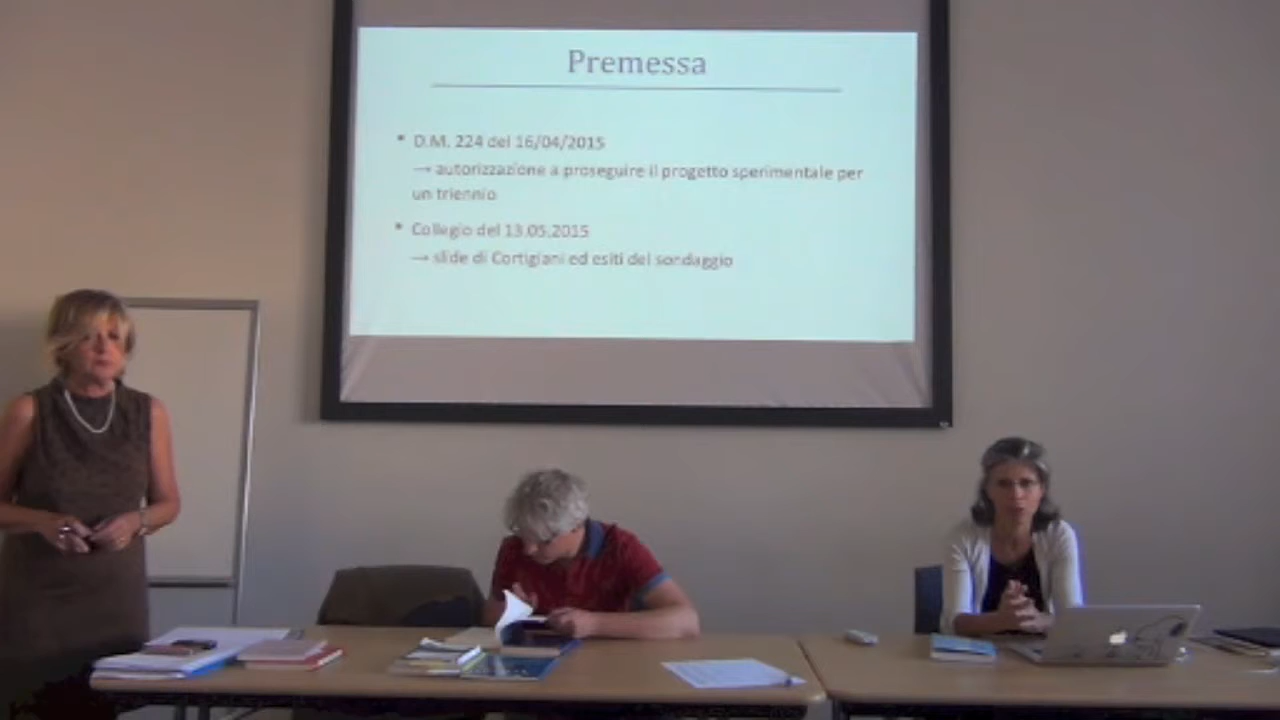 Premessa
• D.M. 224 del 16/04/2015
→ autorizzazione a proseguire il progetto sperimentale per
un triennio
• Collegio del 13.05.2015
→ slide di Cortigiani ed esiti del sondaggio